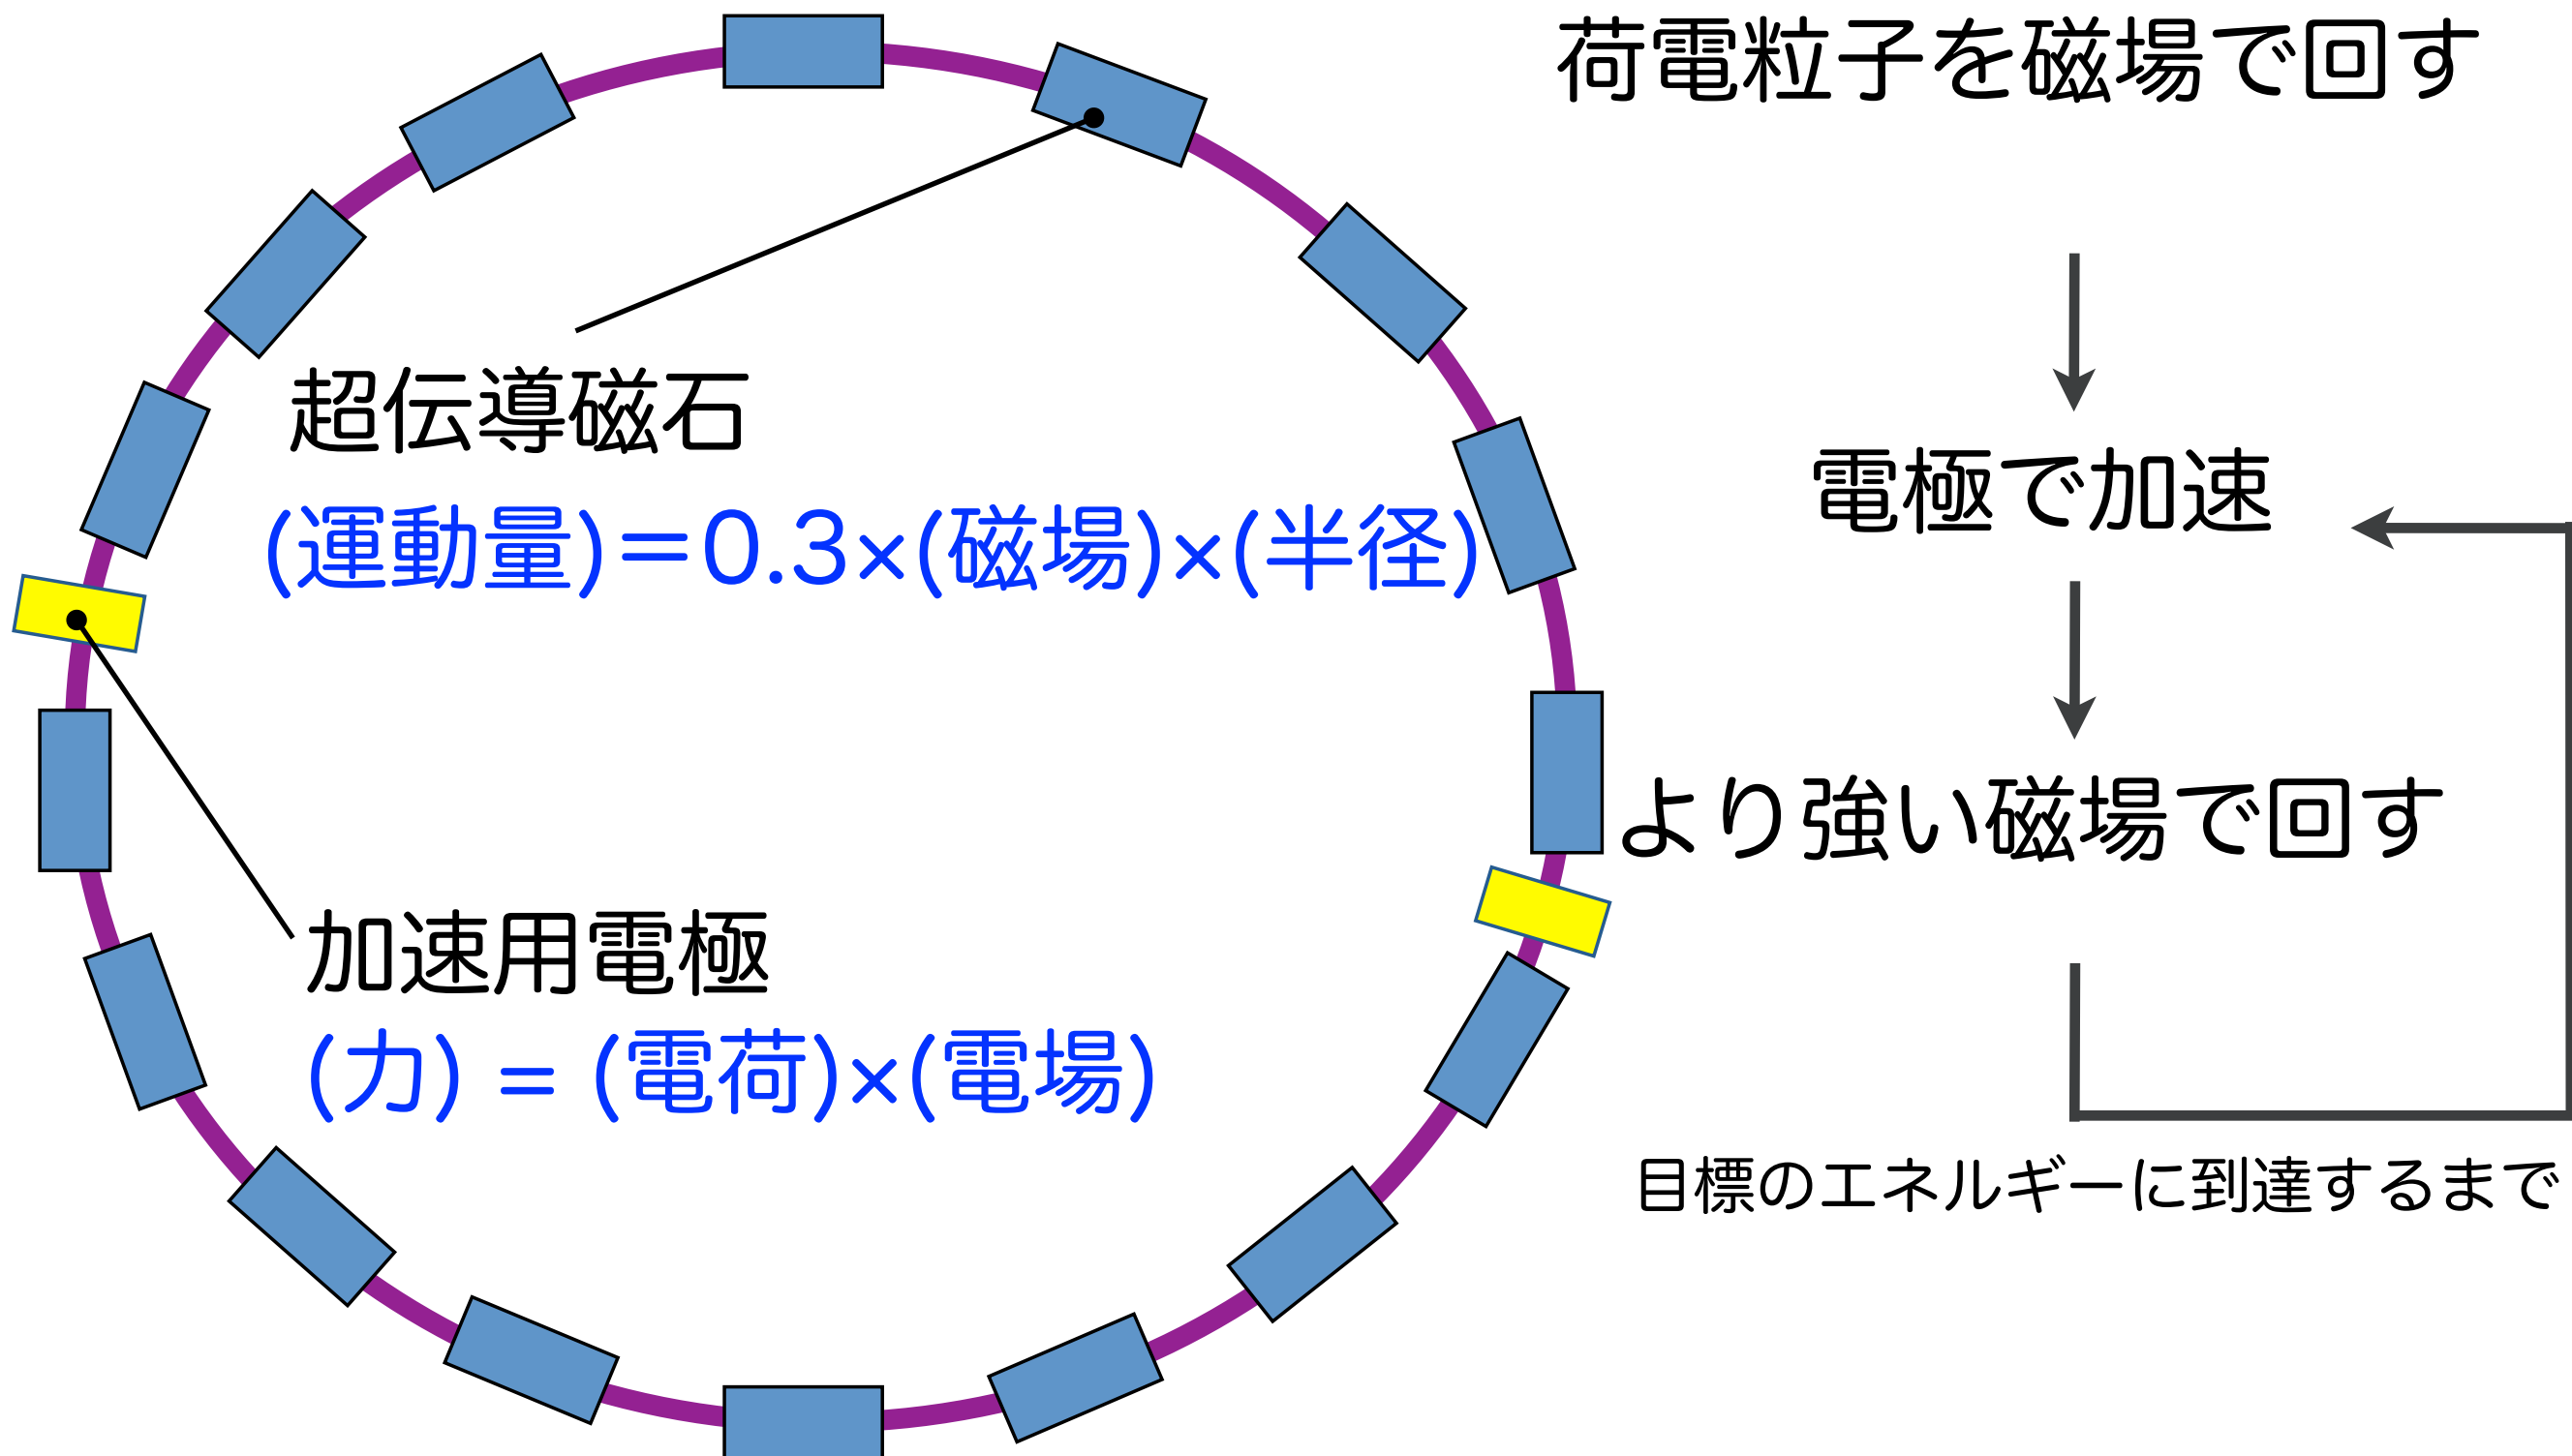 荷電粒子を磁場で回す
超伝導磁石
(運動量)=0.3×(磁場)×(半径)
電極で加速
より強い磁場で回す
加速用電極
(力) = (電荷)×(電場)
目標のエネルギーに到達するまで